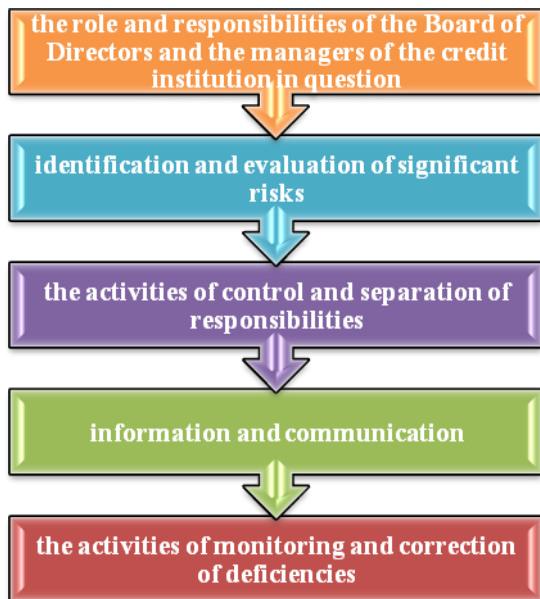 the role and responsibilities of the Board of
Directors and the managers of the credit
institution in question
identification and evaluation of significant
risks
the activities of control and separation of
responsibilities
information and communication
the activities of monitoring and correction
of deficiencies